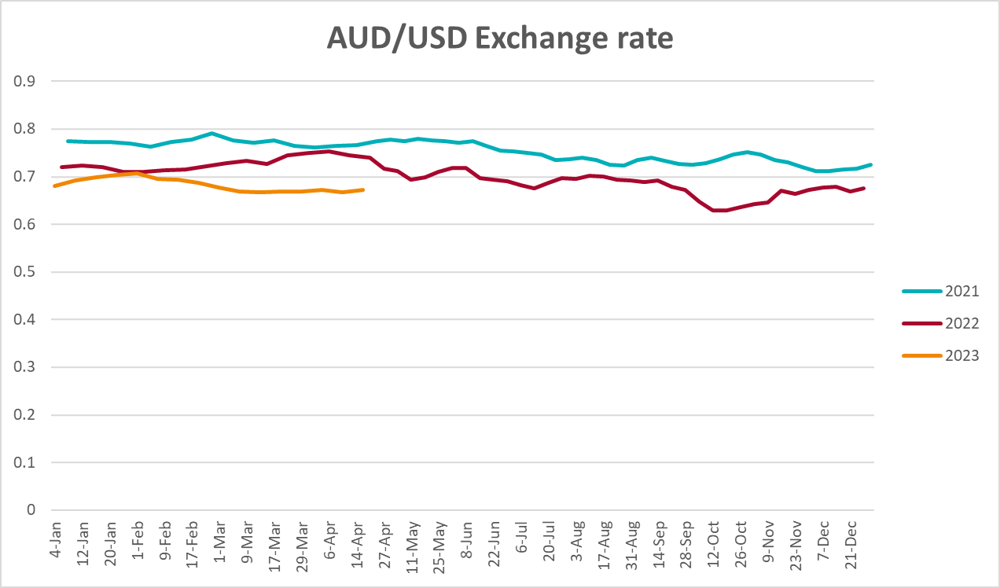 AUD/USD Exchange rate
0.9
0.8
0.7
0.6
0.5
0.4
0.3
0.2
0.1
0
2021
2022
2023
4-Jan
12-Jan
20-Jan
1-Feb
9-Feb
17-Feb
1-Mar
9-Mar
17-Mar
29-Mar
6-Apr
14-Apr
27-Apr
11-May
25-May
8-Jun
22-Jun
6-Jul
20-Jul
3-Aug
17-Aug
31-Aug
14-Sep
28-Sep
12-Oct
26-Oct
9-Nov
23-Nov
7-Dec
21-Dec